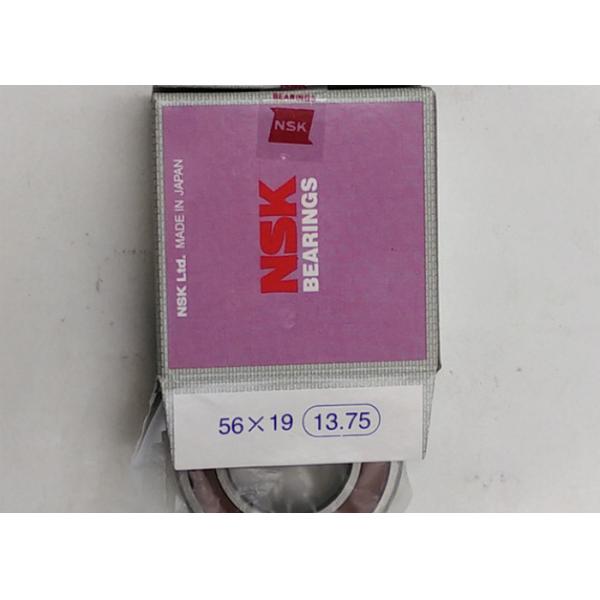 BEARINGS
NSK
NSK
BEARINGS
NSK Ltd. MADE IN JAPAN
56×19 13.75